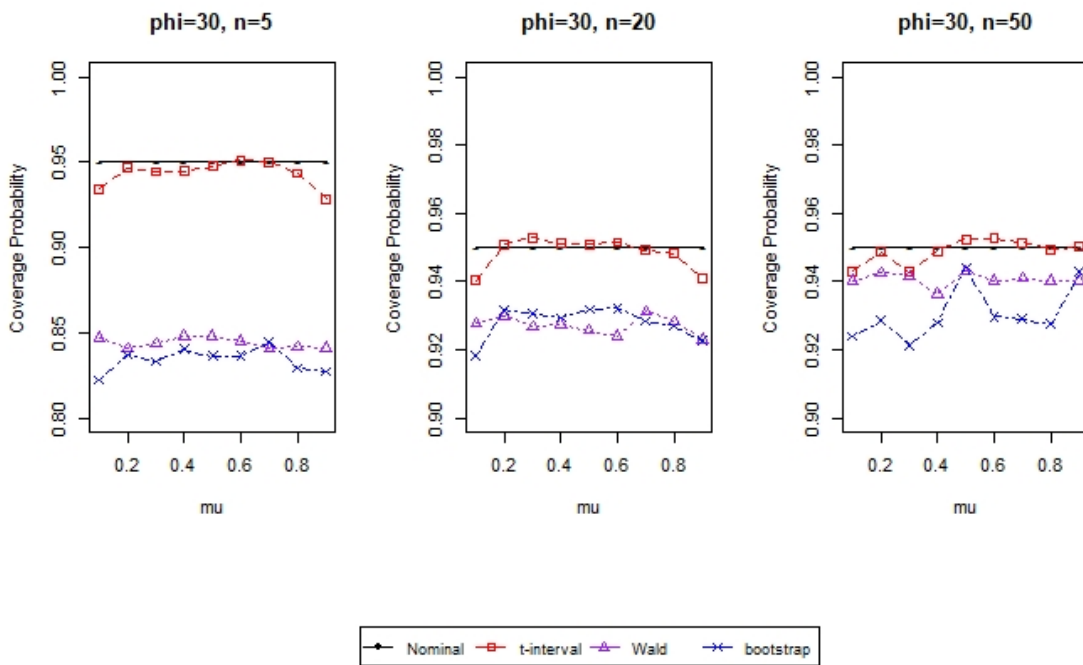 phi=30, n=5
Coverage Probability
1.00
0.95
0.90
0.85
0.80
0.2 0.4 0.6 0.8
mu
phi=30, n=20
Coverage Probability
1.00
0.98
0.96
0.94
0.92
0.90
0.2 0.4 0.6 0.8
mu
phi=30, n=50
Coverage Probability
1.00
0.98
0.96
0.94
0.92
0.90
0.2 0.4 0.6 0.8
mu
Nominal t-interval Wald bootstrap